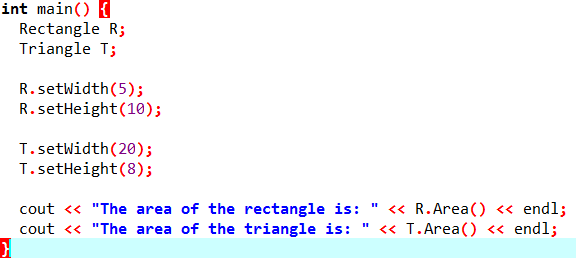 int main() {
  Rectangle R;
  Triangle T;

  R.setWidth(5);
  R.setHeight(10);

  T.setWidth(20);
  T.setHeight(8);

  cout << "The area of the rectangle is: " << R.Area() << endl;
  cout << "The area of the triangle is: " << T.Area() << endl;
}